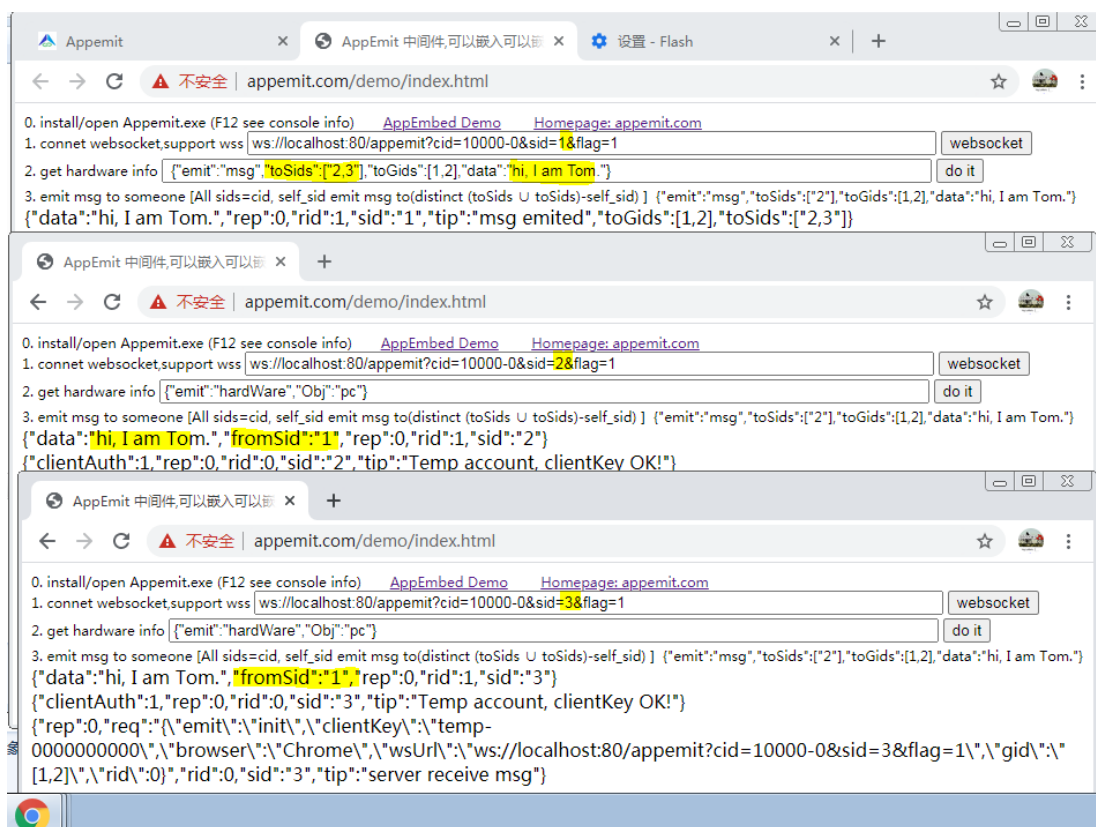 Appemit
AppEmit 中间件,可以嵌入可以
设置 - Flash
不安全 appemit.com/demo/index.html
0. install/open Appemit.exe (F12 see console info) AppEmbed Demo Homepage: appemit.com
1. connet websocket,support wss ws://localhost:80/appemit?cid=10000-0&sid=1&flag=1 websocket
2. get hardware info {"emit":"msg","toSids":["2,3"],"toGids":[1,2],"data":"hi, I am Tom."} do it
3. emit msg to someone [All sids=cid, self_sid emit msg to(distinct (toSids ∪ toSids)-self_sid) ] {"emit":"msg","toSids":["2"],"toGids":[1,2],"data":"hi, I am Tom."}
{"data":"hi, I am Tom.","rep":0,"rid":1,"sid":"1","tip":"msg emited","toGids":[1,2],"toSids":["2,3"]}
AppEmit 中间件,可以嵌入可以
不安全 appemit.com/demo/index.html
0. install/open Appemit.exe (F12 see console info) AppEmbed Demo Homepage: appemit.com
1. connet websocket,support wss ws://localhost:80/appemit?cid=10000-0&sid=2&flag=1 websocket
2. get hardware info {"emit":"hardWare","Obj":"pc"} do it
3. emit msg to someone [All sids=cid, self_sid emit msg to(distinct (toSids ∪ toSids)-self_sid) ] {"emit":"msg","toSids":["2"],"toGids":[1,2],"data":"hi, I am Tom."}
{"data":"hi, I am Tom.","fromSid":"1","rep":0,"rid":1,"sid":"2"}
{"clientAuth":1,"rep":0,"rid":0,"sid":"2","tip":"Temp account, clientKey OK!"}
AppEmit 中间件,可以嵌入可以
不安全 appemit.com/demo/index.html
0. install/open Appemit.exe (F12 see console info) AppEmbed Demo Homepage: appemit.com
1. connet websocket,support wss ws://localhost:80/appemit?cid=10000-0&sid=3&flag=1 websocket
2. get hardware info {"emit":"hardWare","Obj":"pc"} do it
3. emit msg to someone [All sids=cid, self_sid emit msg to(distinct (toSids ∪ toSids)-self_sid) ] {"emit":"msg","toSids":["2"],"toGids":[1,2],"data":"hi, I am Tom."}
{"data":"hi, I am Tom.","fromSid":"1","rep":0,"rid":1,"sid":"3"}
{"clientAuth":1,"rep":0,"rid":0,"sid":"3","tip":"Temp account, clientKey OK!"}
{"rep":0,"req":"{\"emit\":\"init\",\"clientKey\":\"temp-
0000000000\",\"browser\":\"Chrome\",\"wsUrl\":\"ws://localhost:80/appemit?cid=10000-0&sid=3&flag=1\",\"gid\":\"
[1,2]\",\"rid\":0}","rid":0,"sid":"3","tip":"server receive msg"}